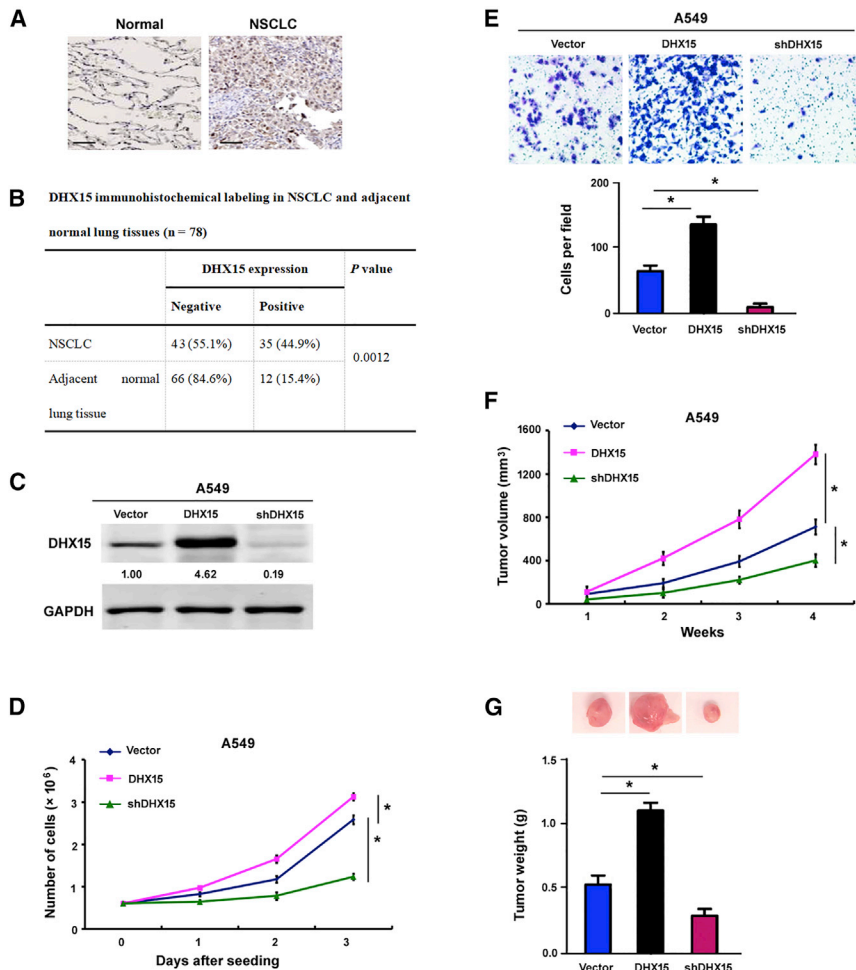 A
Normal
NSCLC
B
DHX15 immunohistochemical labeling in NSCLC and adjacent
normal lung tissues (n = 78)
DHX15 expression
P value
Negative
Positive
NSCLC
43 (55.1%)
35 (44.9%)
0.0012
Adjacent normal
66 (84.6%)
12 (15.4%)
lung tissue
C
A549
Vector
DHX15
shDHX15
DHX15
1.00
4.62
0.19
GAPDH
D
A549
Vector
DHX15
shDHX15
Number of cells (× 10⁶)
4
3
2
1
0
*
*
0
1
2
3
Days after seeding
E
A549
Vector
DHX15
shDHX15
Cells per field
200
100
0
*
*
Vector
DHX15
shDHX15
F
A549
Vector
DHX15
shDHX15
Tumor volume (mm³)
1600
1200
800
400
0
*
*
1
2
3
4
Weeks
G
Tumor weight (g)
1.5
1.0
0.5
0.0
*
*
Vector
DHX15
shDHX15